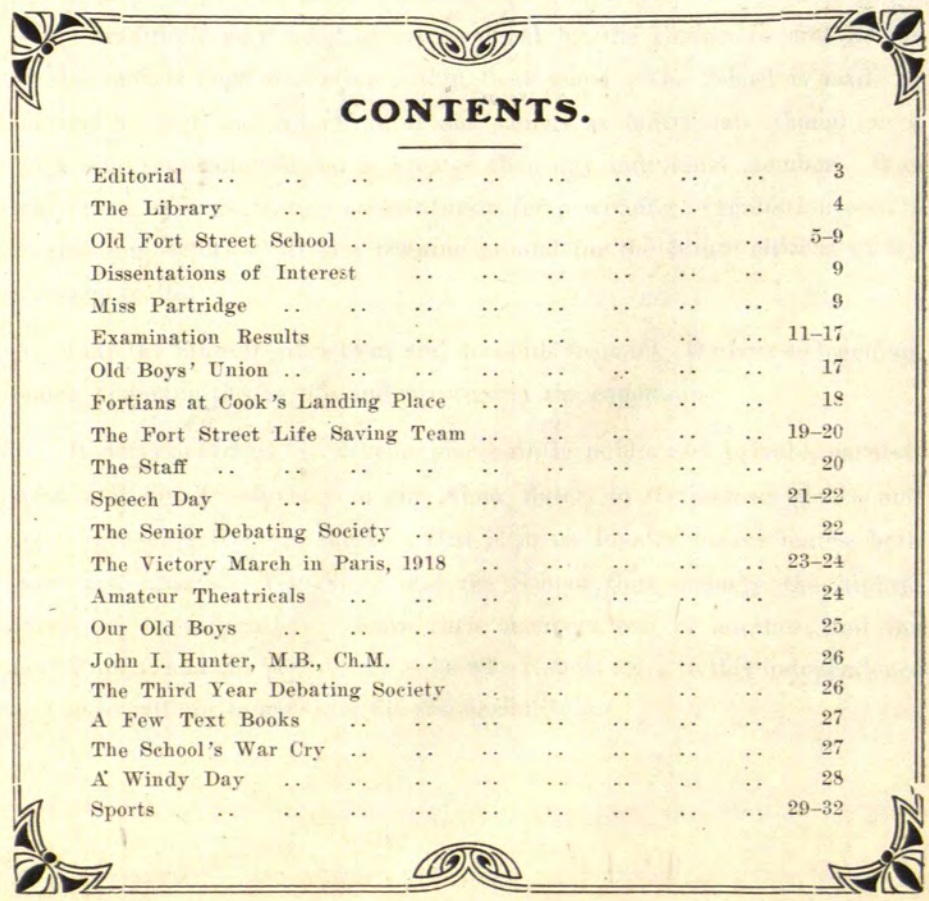 CONTENTS.
Editorial .. .. .. .. .. .. .. .. .. 3
The Library .. .. .. .. .. .. .. .. 4
Old Fort Street School .. .. .. .. .. .. .. 5–9
Dissentations of Interest .. .. .. .. .. .. 9
Miss Partridge .. .. .. .. .. .. .. .. 9
Examination Results .. .. .. .. .. .. .. 11–17
Old Boys' Union .. .. .. .. .. .. .. .. 17
Fortians at Cook's Landing Place .. .. .. .. .. 18
The Fort Street Life Saving Team .. .. .. .. .. 19–20
The Staff .. .. .. .. .. .. .. .. .. 20
Speech Day .. .. .. .. .. .. .. .. 21–22
The Senior Debating Society .. .. .. .. .. .. 22
The Victory March in Paris, 1918 .. .. .. .. .. 23–24
Amateur Theatricals .. .. .. .. .. .. .. 24
Our Old Boys .. .. .. .. .. .. .. .. 25
John I. Hunter, M.B., Ch.M. .. .. .. .. .. 26
The Third Year Debating Society .. .. .. .. .. 26
A Few Text Books .. .. .. .. .. .. .. 27
The School's War Cry .. .. .. .. .. .. .. 27
A Windy Day .. .. .. .. .. .. .. .. 28
Sports .. .. .. .. .. .. .. .. .. 29–32